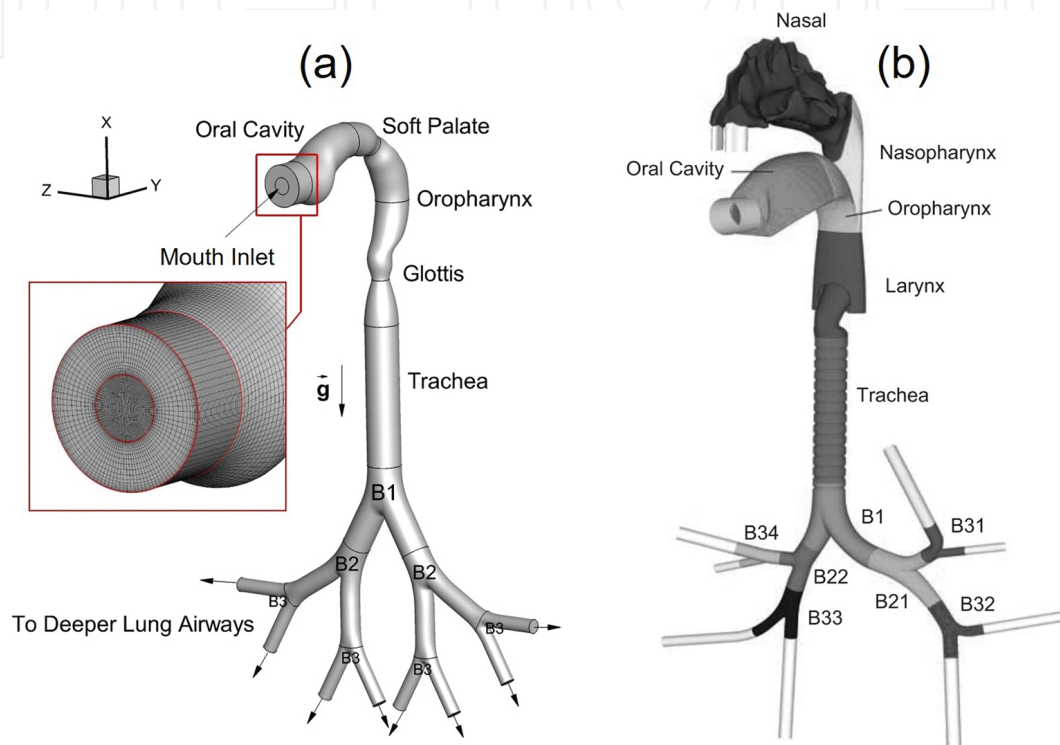 (a)
X
Z
Y
Oral Cavity
Soft Palate
Oropharynx
Mouth Inlet
Glottis
Trachea
g
B1
B2
B2
B3
B3
B3
B3
To Deeper Lung Airways
Nasal
(b)
Nasopharynx
Oral Cavity
Oropharynx
Larynx
Trachea
B1
B31
B34
B22
B21
B32
B33